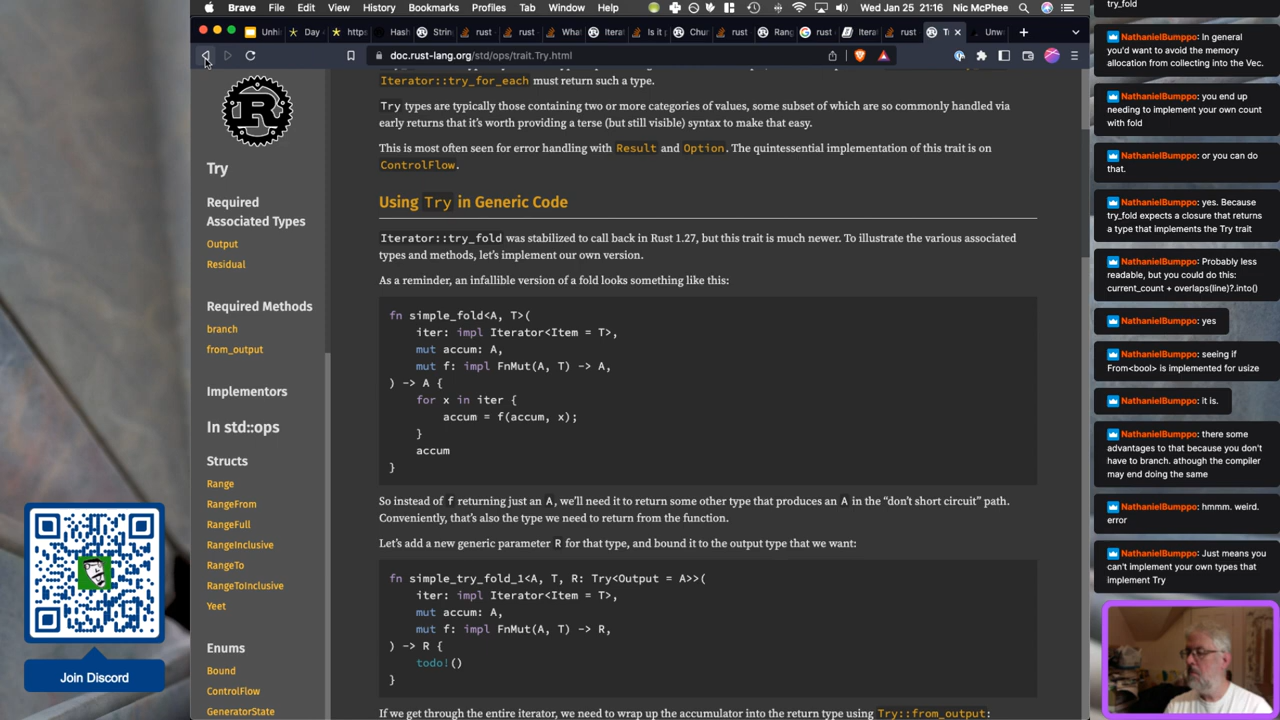 Brave File Edit View History Bookmarks Profiles Tab Window Help Wed Jan 25 21:16 Nic McPhee
Unhi Day https Hash Strin rust rust Wha Itera Is it p rust Chur Rang rust Itera rust Unw
doc.rust-lang.org/std/ops/trait.Try.html
Try
Required
Associated Types
Output
Residual
Required Methods
branch
from_output
Implementors
In std::ops
Structs
Range
RangeFrom
RangeFull
RangeInclusive
RangeTo
RangeToInclusive
Yeet
Enums
Bound
ControlFlow
GeneratorState
Iterator::try_for_each must return such a type.
Try types are typically those containing two or more categories of values, some subset of which are so commonly handled via
early returns that it's worth providing a terse (but still visible) syntax to make that easy.
This is most often seen for error handling with Result and Option. The quintessential implementation of this trait is on
ControlFlow.
Using Try in Generic Code
Iterator::try_fold was stabilized to call back in Rust 1.27, but this trait is much newer. To illustrate the various associated
types and methods, let's implement our own version.
As a reminder, an infallible version of a fold looks something like this:
fn simple_fold<A, T>(
iter: impl Iterator<Item = T>,
mut accum: A,
mut f: impl FnMut(A, T) -> A,
) -> A {
for x in iter {
accum = f(accum, x);
}
accum
}
So instead of f returning just an A, we'll need it to return some other type that produces an A in the “don't short circuit” path.
Conveniently, that's also the type we need to return from the function.
Let's add a new generic parameter R for that type, and bound it to the output type that we want:
fn simple_try_fold_1<A, T, R: Try<Output = A>>(
iter: impl Iterator<Item = T>,
mut accum: A,
mut f: impl FnMut(A, T) -> R,
) -> R {
todo!()
}
If we get through the entire iterator, we need to wrap up the accumulator into the return type using Try::from_output:
try_fold
NathanielBumppo: In general
you'd want to avoid the memory
allocation from collecting into the Vec.
NathanielBumppo: you end up
needing to implement your own count
with fold
NathanielBumppo: or you can do
that.
NathanielBumppo: yes. Because
try_fold expects a closure that returns
a type that implements the Try trait
NathanielBumppo: Probably less
readable, but you could do this:
current_count + overlaps(line)?.into()
NathanielBumppo: yes
NathanielBumppo: seeing if
From<bool> is implemented for usize
NathanielBumppo: it is.
NathanielBumppo: there some
advantages to that because you don't
have to branch. athough the compiler
may end doing the same
NathanielBumppo: hmmm. weird.
error
NathanielBumppo: Just means you
can't implement your own types that
implement Try
Join Discord